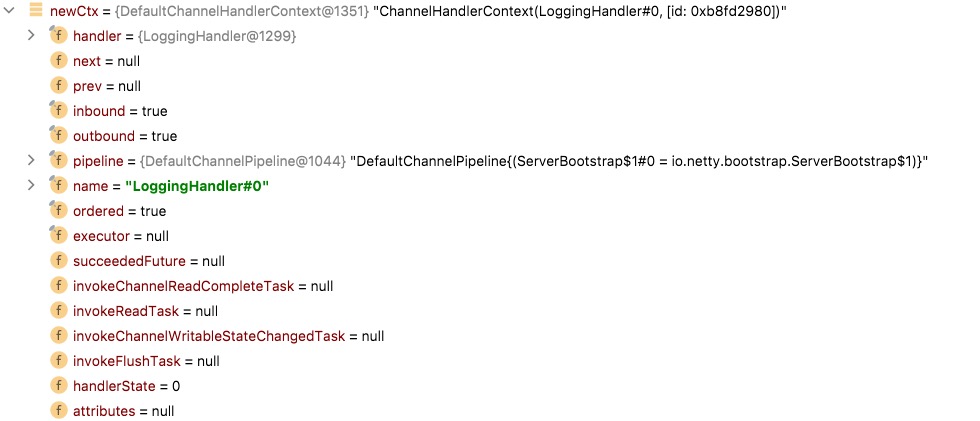 newCtx = {DefaultChannelHandlerContext@1351} "ChannelHandlerContext(LoggingHandler#0, [id: 0xb8fd2980])"
f handler = {LoggingHandler@1299}
f next = null
f prev = null
f inbound = true
f outbound = true
f pipeline = {DefaultChannelPipeline@1044} "DefaultChannelPipeline{(ServerBootstrap$1#0 = io.netty.bootstrap.ServerBootstrap$1)}"
f name = "LoggingHandler#0"
f ordered = true
f executor = null
f succeededFuture = null
f invokeChannelReadCompleteTask = null
f invokeReadTask = null
f invokeChannelWritableStateChangedTask = null
f invokeFlushTask = null
f handlerState = 0
f attributes = null